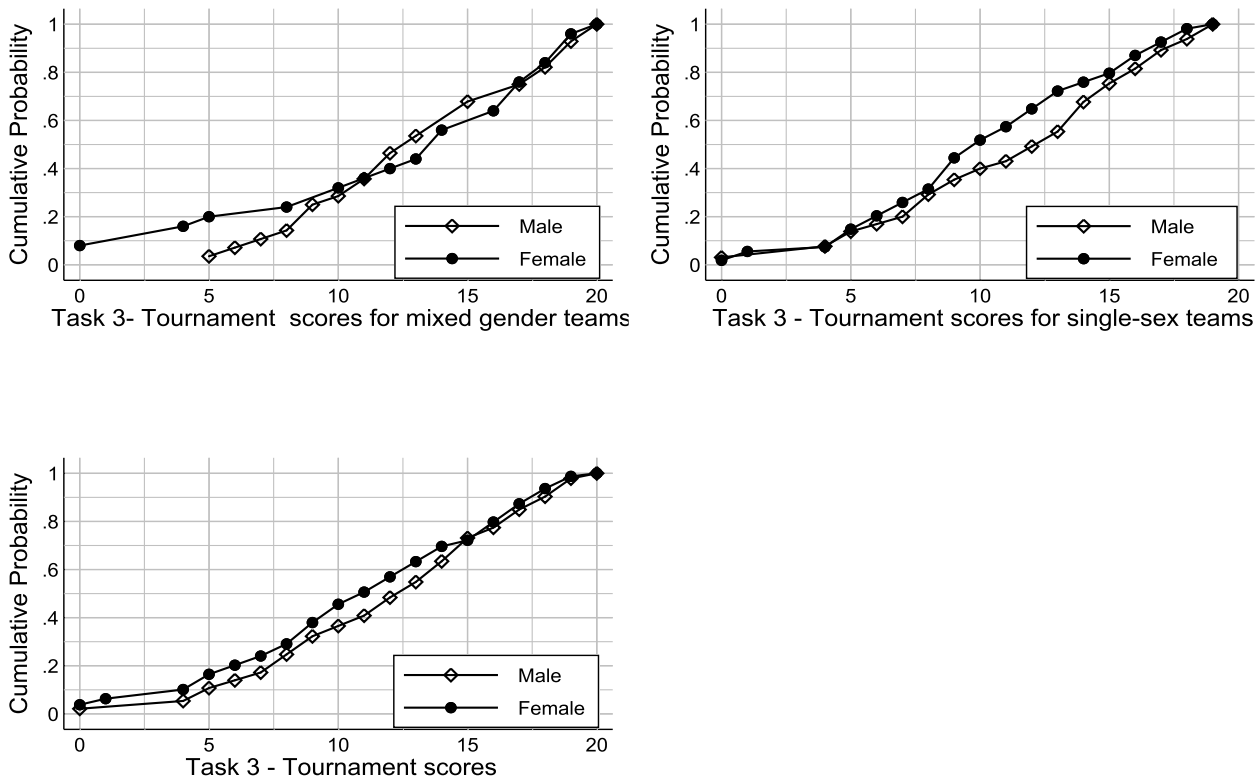 Cumulative Probability
1
.8
.6
.4
.2
0
Male
Female
0 5 10 15 20
Task 3- Tournament  scores for mixed gender teams
Cumulative Probability
1
.8
.6
.4
.2
0
Male
Female
0 5 10 15 20
Task 3 - Tournament scores for single-sex teams
Cumulative Probability
1
.8
.6
.4
.2
0
Male
Female
0 5 10 15 20
Task 3 - Tournament scores